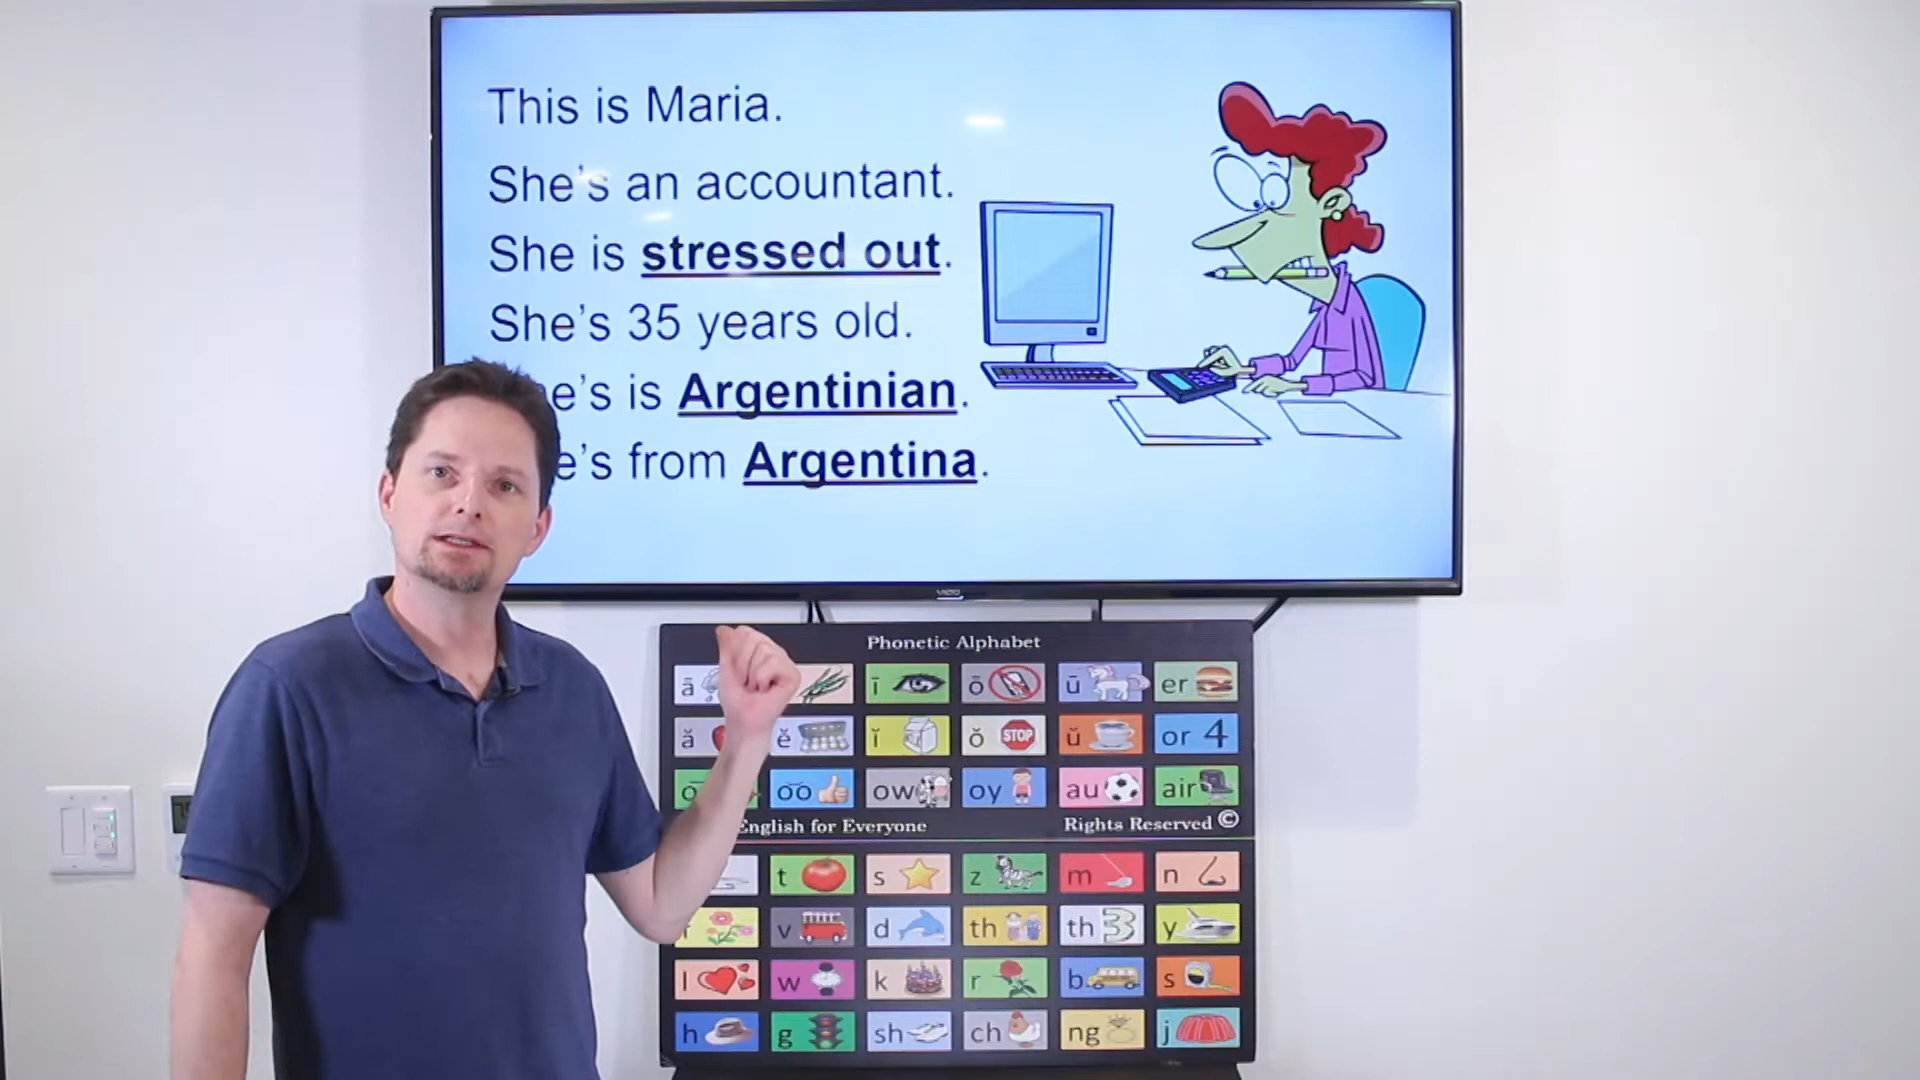 This is Maria.
She's an accountant.
She is stressed out.
She's 35 years old.
e's is Argentinian.
e's from Argentina.
VIZIO
Phonetic Alphabet
ā ī ō ū er
ă ĕ ĭ ŏ ŭ or 4
STOP
o͝o ow oy au air
English for Everyone Rights Reserved ©
t s z m n
f v d th th 3 y
l w k r b s
h g sh ch ng j